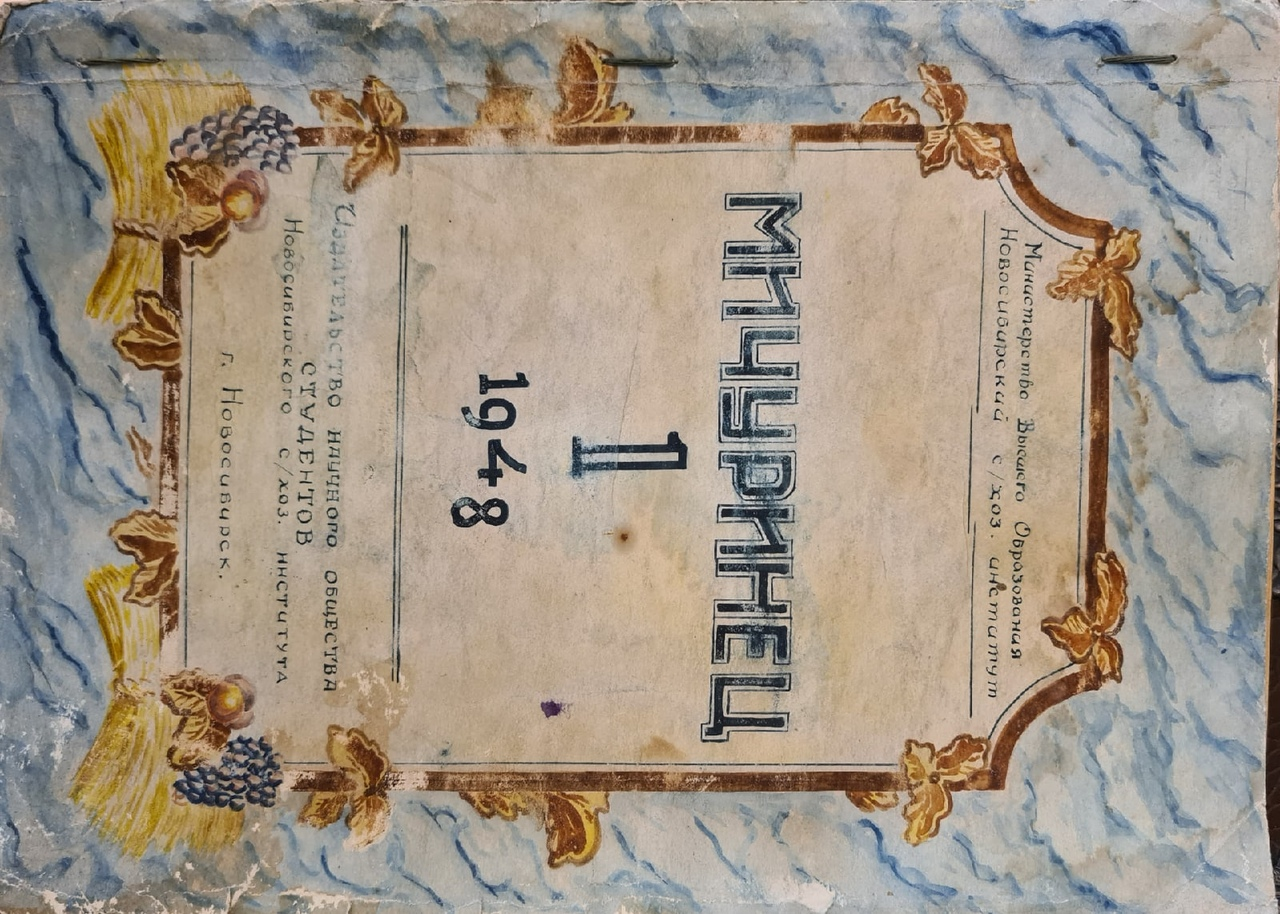 Министерство Высшего Образования
Новосибирский с/хоз. институт
МИЧУРИНЕЦ
1
1948
Издательство научного общества
СТУДЕНТОВ
Новосибирского с/хоз. института
г. Новосибирск.